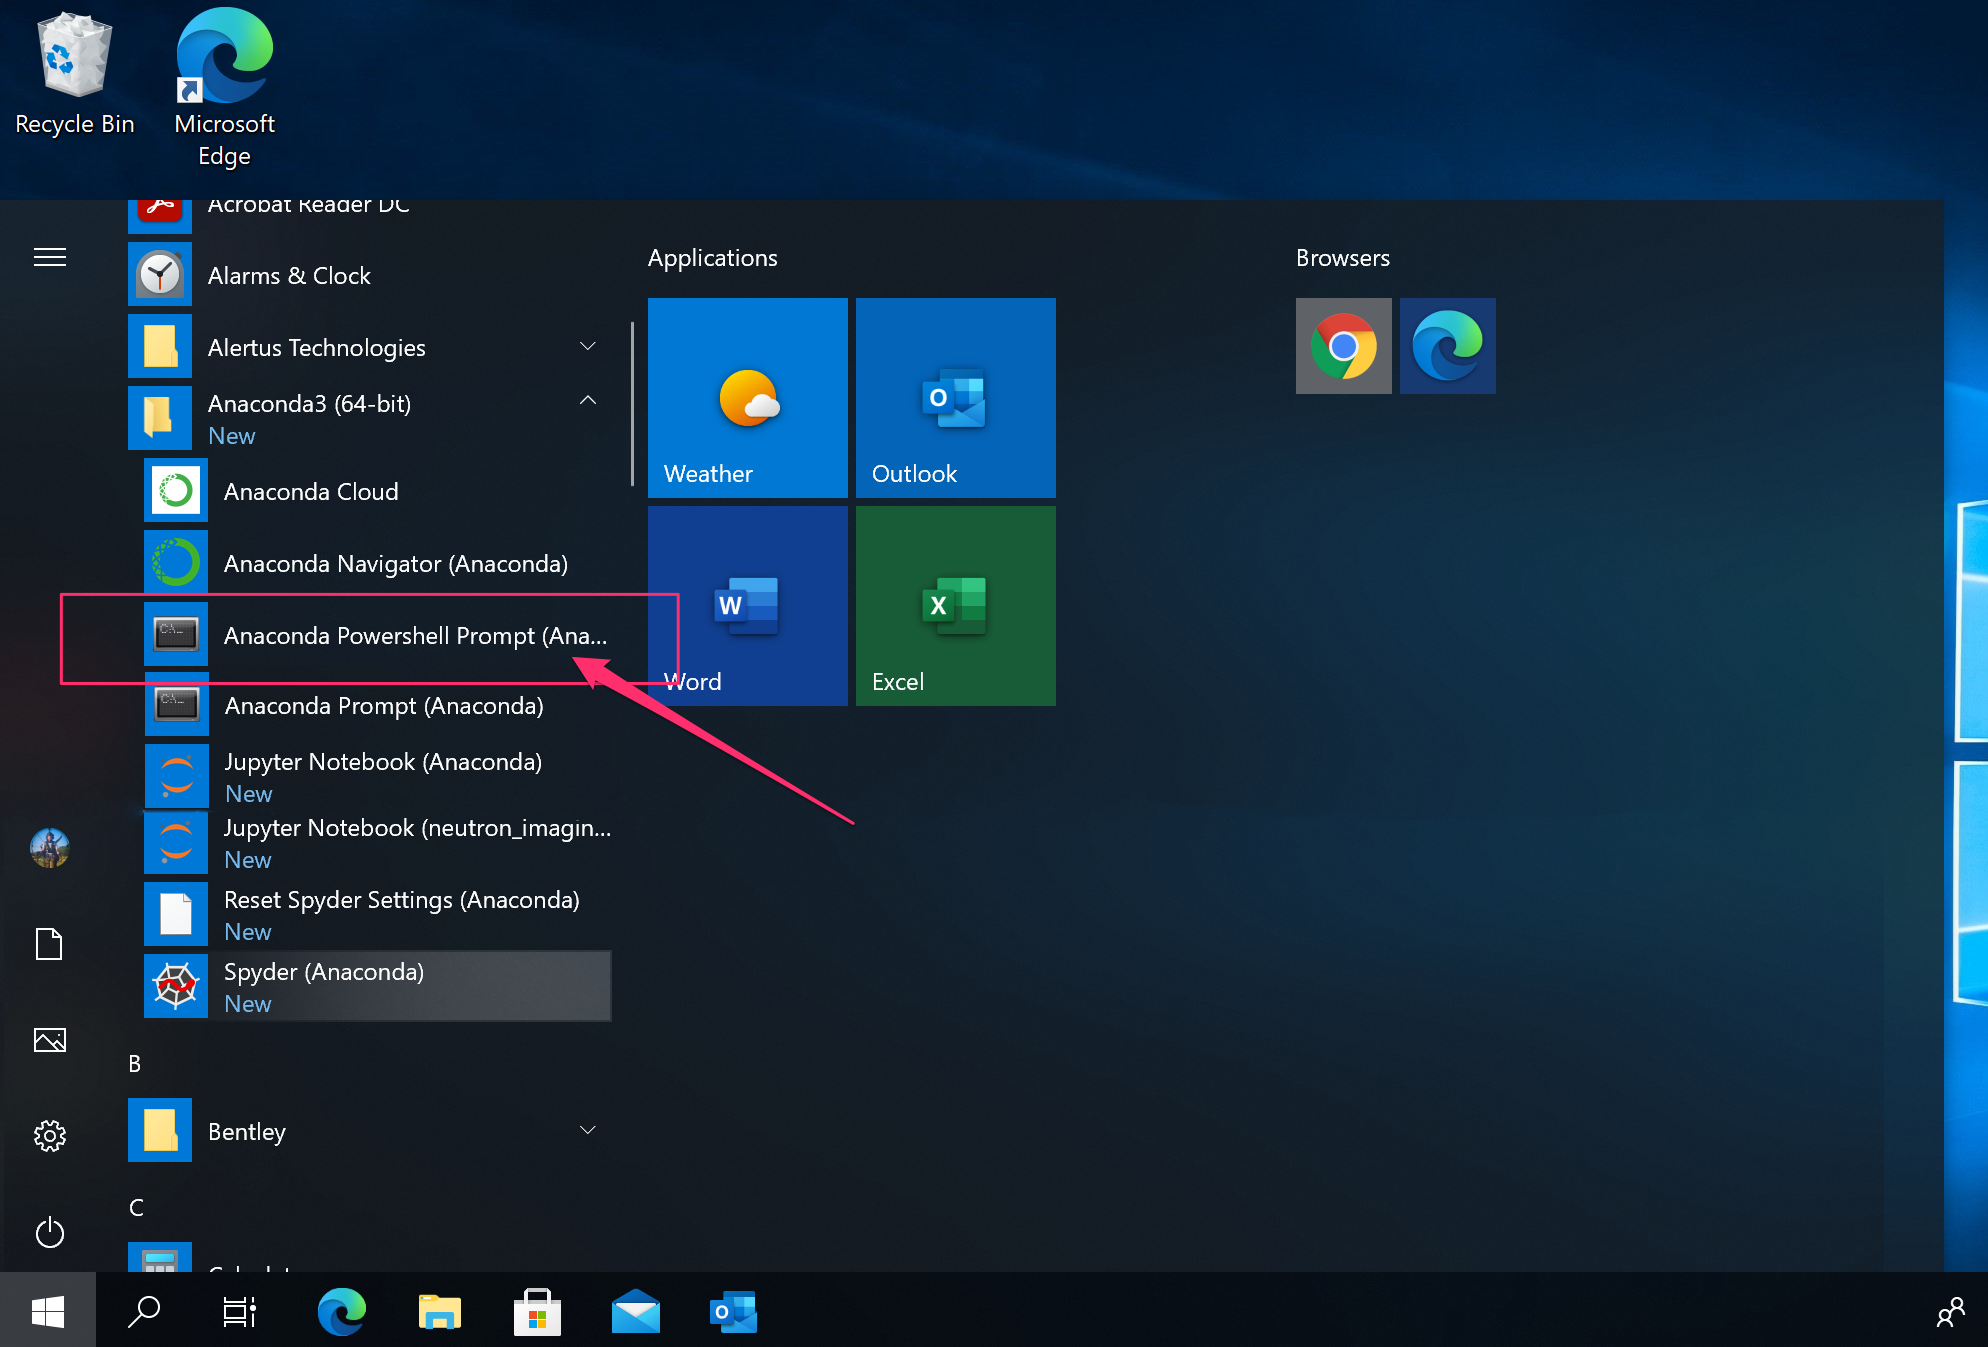 Recycle Bin
Microsoft
Edge
Acrobat Reader DC
Alarms & Clock
Alertus Technologies
Anaconda3 (64-bit)
New
Anaconda Cloud
Anaconda Navigator (Anaconda)
Anaconda Powershell Prompt (Ana...
Anaconda Prompt (Anaconda)
Jupyter Notebook (Anaconda)
New
Jupyter Notebook (neutron_imagin...
New
Reset Spyder Settings (Anaconda)
New
Spyder (Anaconda)
New
B
Bentley
C
Applications
Weather
Outlook
Word
Excel
Browsers